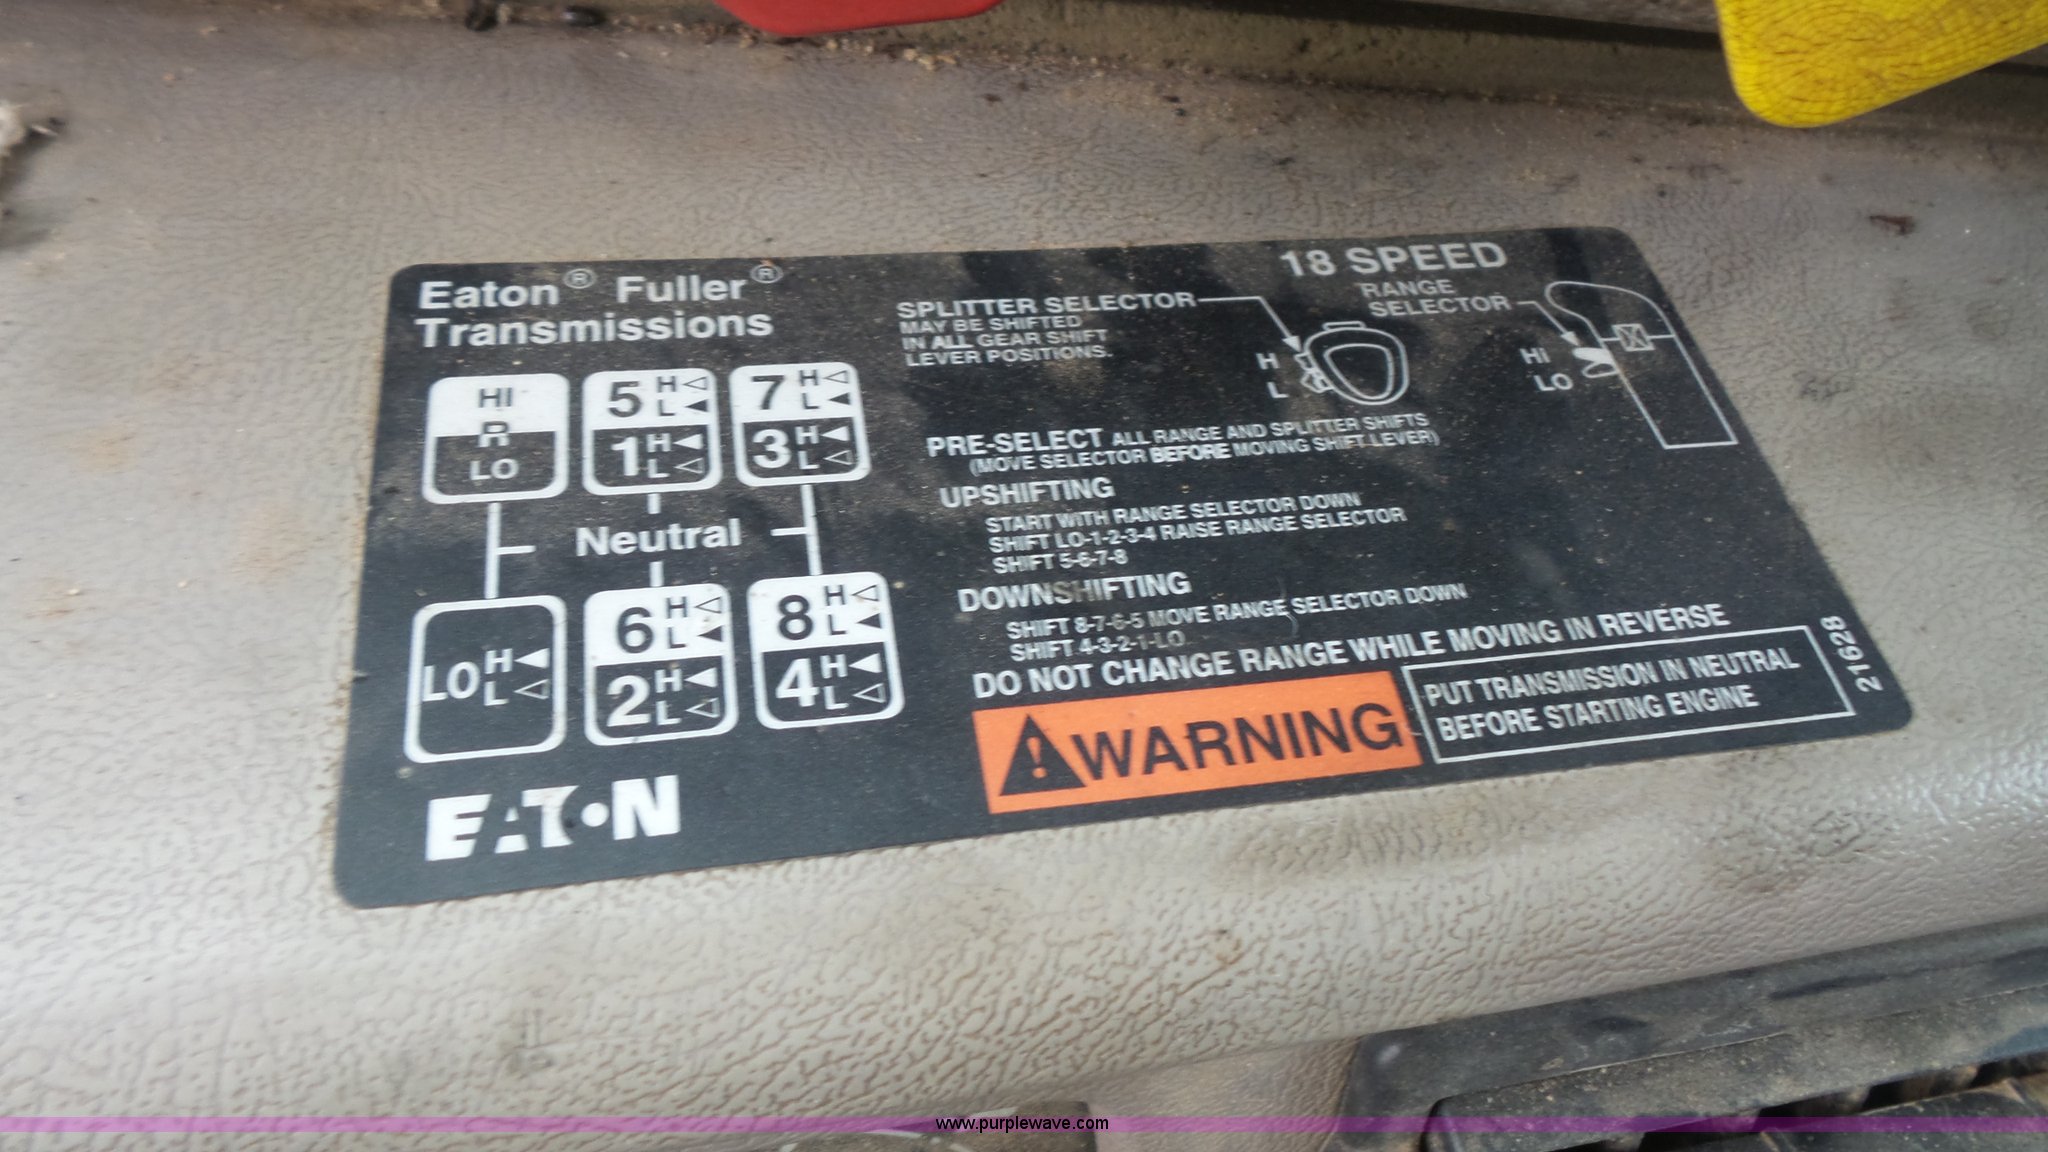 Eaton® Fuller®
Transmissions
18 SPEED
SPLITTER SELECTOR
MAY BE SHIFTED
IN ALL GEAR SHIFT
LEVER POSITIONS.
H
L
RANGE
SELECTOR
HI
LO
HI
R
LO
5 H L
1 H L
7 H L
3 H L
Neutral
LO H L
6 H L
2 H L
8 H L
4 H L
PRE-SELECT ALL RANGE AND SPLITTER SHIFTS
(MOVE SELECTOR BEFORE MOVING SHIFT LEVER)
UPSHIFTING
START WITH RANGE SELECTOR DOWN
SHIFT LO-1-2-3-4 RAISE RANGE SELECTOR
SHIFT 5-6-7-8
DOWNSHIFTING
SHIFT 8-7-6-5 MOVE RANGE SELECTOR DOWN
SHIFT 4-3-2-1-LO
DO NOT CHANGE RANGE WHILE MOVING IN REVERSE
WARNING
PUT TRANSMISSION IN NEUTRAL
BEFORE STARTING ENGINE
21628
EATON
www.purplewave.com